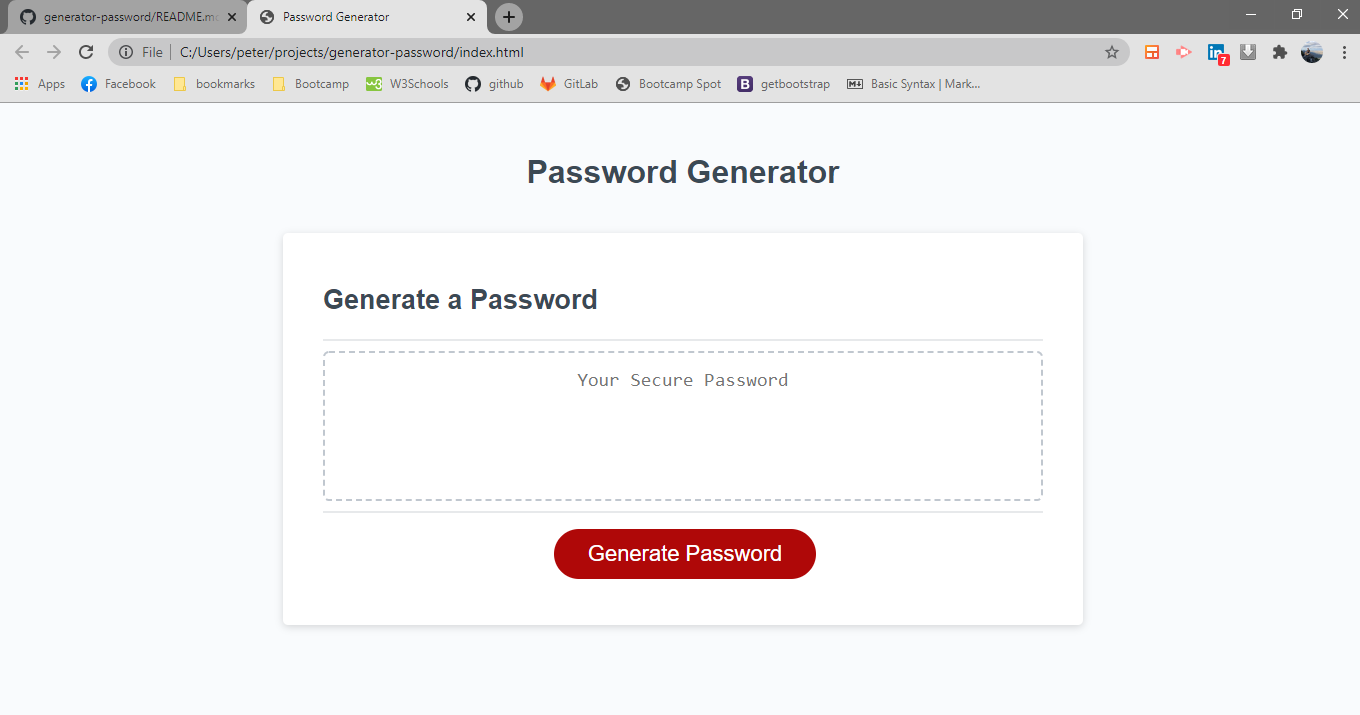 generator-password/README.md
Password Generator
File
C:/Users/peter/projects/generator-password/index.html
7
Apps Facebook bookmarks Bootcamp W3Schools github GitLab Bootcamp Spot B getbootstrap Basic Syntax | Mark...
Password Generator
Generate a Password
Your Secure Password
Generate Password